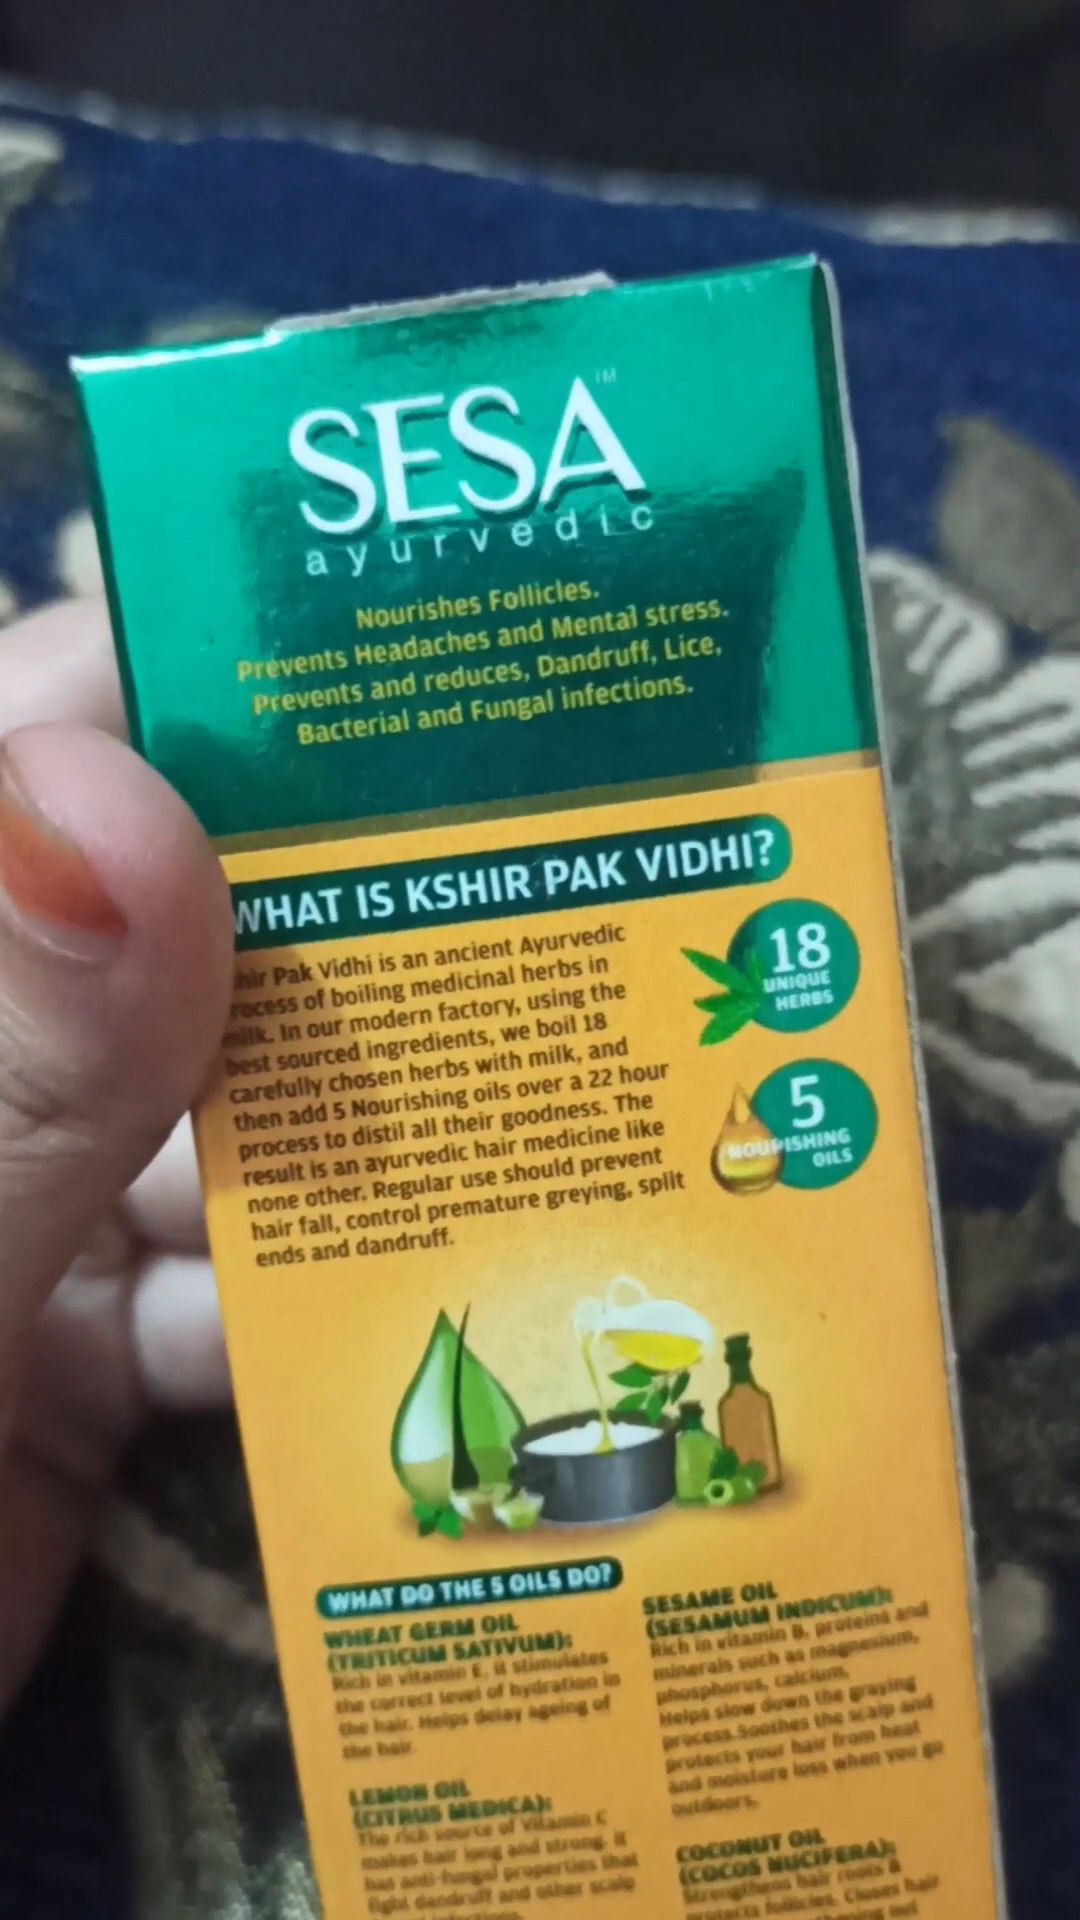 SESA™
ayurvedic
Nourishes Follicles.
Prevents Headaches and Mental stress.
Prevents and reduces, Dandruff, Lice,
Bacterial and Fungal infections.
WHAT IS KSHIR PAK VIDHI?
Pak Vidhi is an ancient Ayurvedic
of boiling medicinal herbs in
milk. In our modern factory, using the
best sourced ingredients, we boil 18
carefully chosen herbs with milk, and
then add 5 Nourishing oils over a 22 hour
process to distil all their goodness. The
result is an ayurvedic hair medicine like
none other. Regular use should prevent
hair fall, control premature greying, split
ends and dandruff.
18
UNIQUE
HERBS
5
NOURISHING
OILS
WHAT DO THE 5 OILS DO?
WHEAT GERM OIL
(TRITICUM SATIVUM):
Rich in vitamin E, it stimulates
the correct level of hydration in
the hair. Helps delay ageing of
the hair.
LEMON OIL
(CITRUS MEDICA):
The rich source of Vitamin C
makes hair long and strong. It
has anti-fungal properties that
fight dandruff and other scalp
SESAME OIL
(SESAMUM INDICUM):
Rich in vitamin B, proteins and
minerals such as magnesium,
phosphorus, calcium.
Helps slow down the graying
process.Soothes the scalp and
protects your hair from heat
and moisture loss when you go
outdoors.
COCONUT OIL
(COCOS NUCIFERA):
Strengthens hair roots &
protects follicles. Closes hair